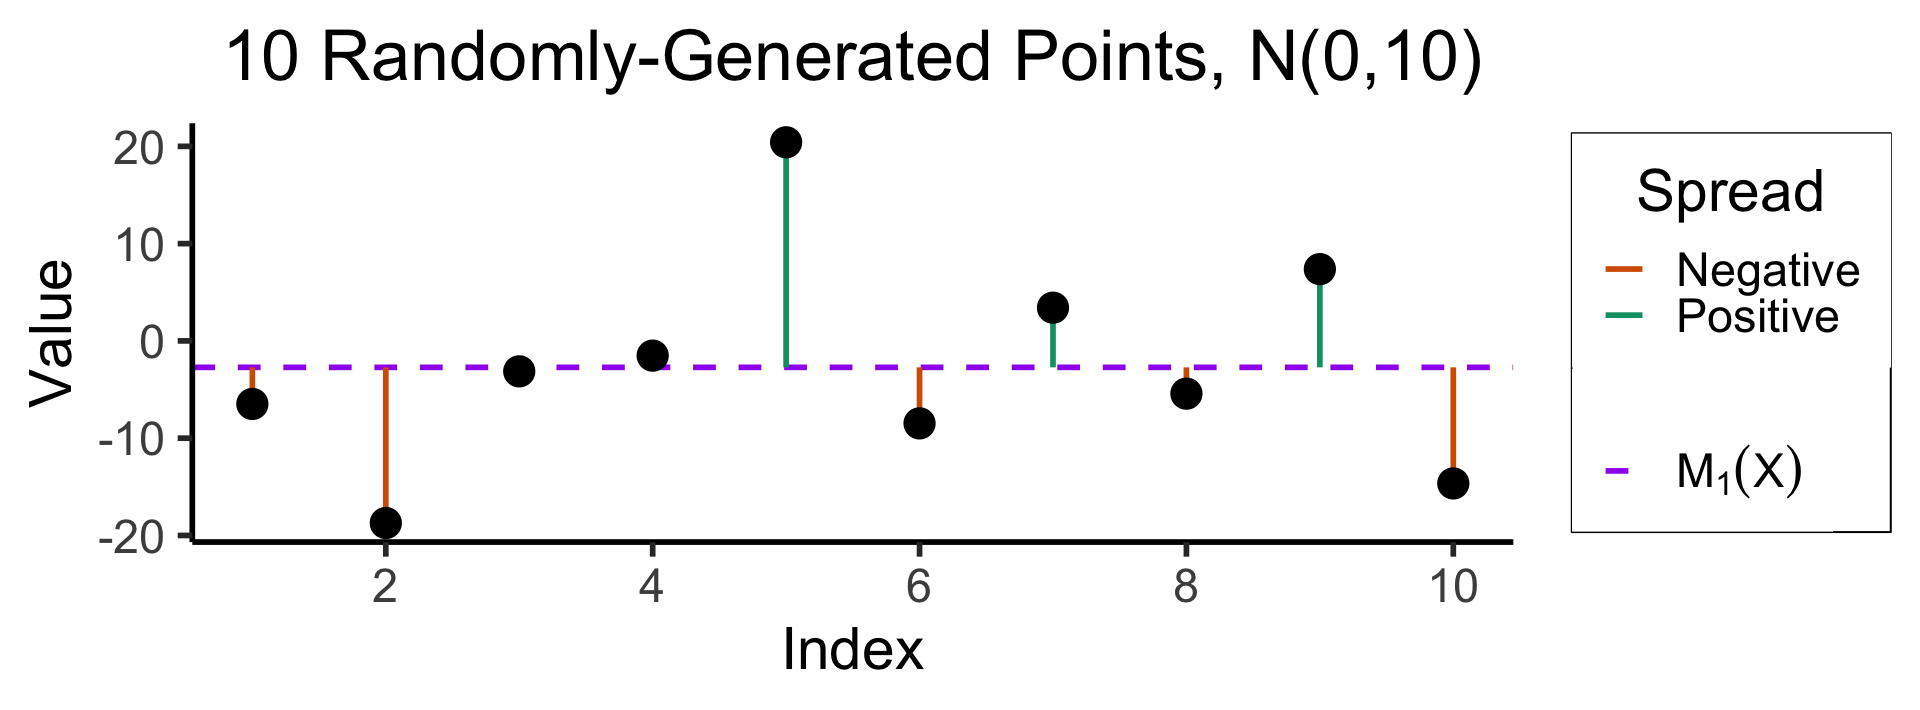 10 Randomly-Generated Points, N(0,10)
20
10
0
-10
-20
Value
2
4
6
8
10
Index
Spread
Negative
Positive
M₁(X)